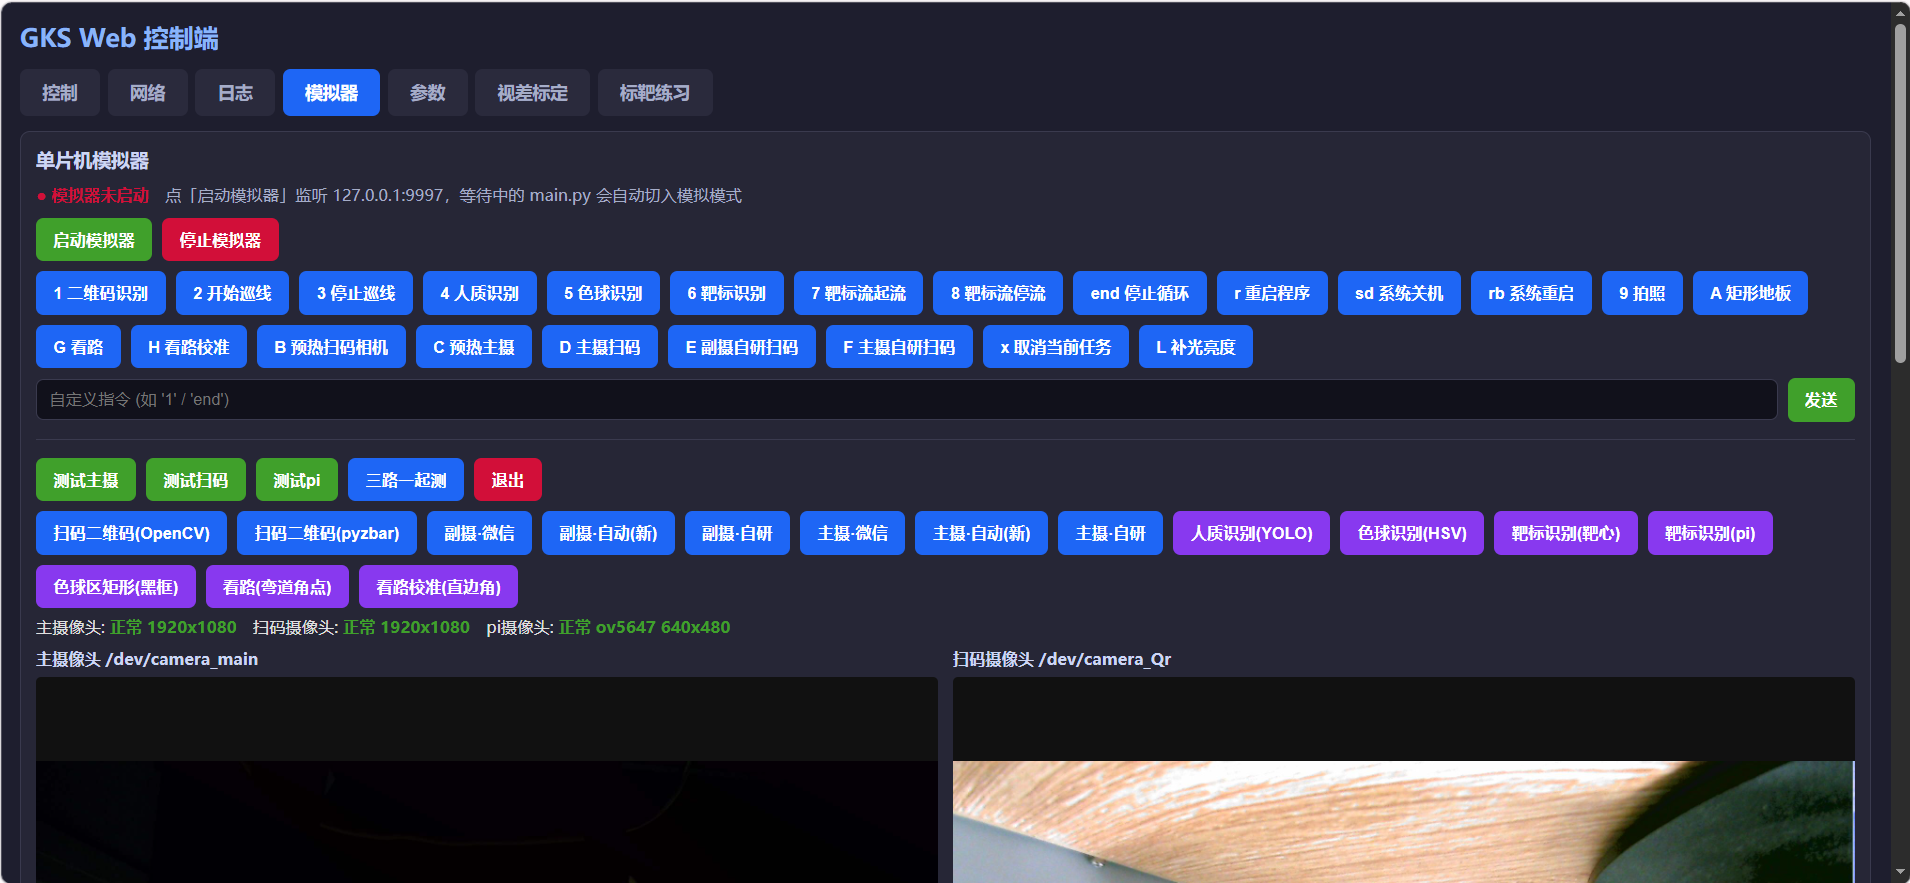 GKS Web 控制端
控制 网络 日志 模拟器 参数 视差标定 标靶练习
单片机模拟器
● 模拟器未启动 点「启动模拟器」监听 127.0.0.1:9997，等待中的 main.py 会自动切入模拟模式
启动模拟器 停止模拟器
1 二维码识别 2 开始巡线 3 停止巡线 4 人质识别 5 色球识别 6 靶标识别 7 靶标流起流 8 靶标流停流 end 停止循环 r 重启程序 sd 系统关机 rb 系统重启 9 拍照 A 矩形地板
G 看路 H 看路校准 B 预热扫码相机 C 预热主摄 D 主摄扫码 E 副摄自研扫码 F 主摄自研扫码 x 取消当前任务 L 补光亮度
自定义指令 (如 '1' / 'end') 发送
测试主摄 测试扫码 测试pi 三路一起测 退出
扫码二维码(OpenCV) 扫码二维码(pyzbar) 副摄·微信 副摄·自动(新) 副摄·自研 主摄·微信 主摄·自动(新) 主摄·自研 人质识别(YOLO) 色球识别(HSV) 靶标识别(靶心) 靶标识别(pi)
色球区矩形(黑框) 看路(弯道角点) 看路校准(直边角)
主摄像头: 正常 1920x1080 扫码摄像头: 正常 1920x1080 pi摄像头: 正常 ov5647 640x480
主摄像头 /dev/camera_main 扫码摄像头 /dev/camera_Qr